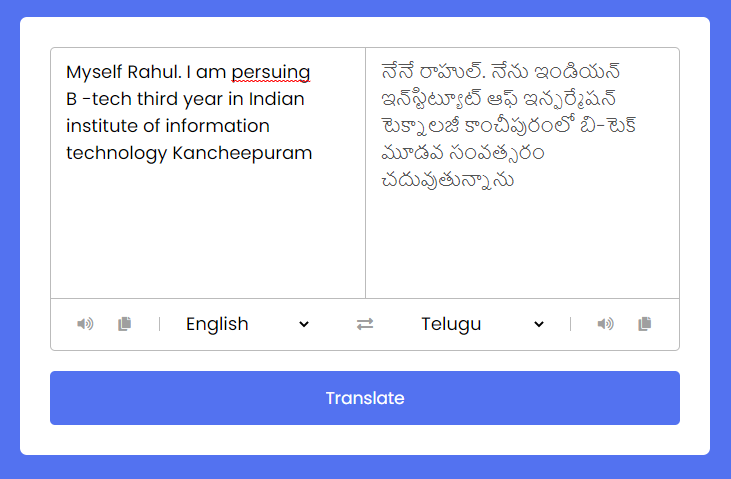 Myself Rahul. I am persuing
B -tech third year in Indian
institute of information
technology Kancheepuram
నేనే రాహుల్. నేను ఇండియన్
ఇన్‌స్టిట్యూట్ ఆఫ్ ఇన్ఫర్మేషన్
టెక్నాలజీ కాంచీపురంలో బి-టెక్
మూడవ సంవత్సరం
చదువుతున్నాను
English
Telugu
Translate